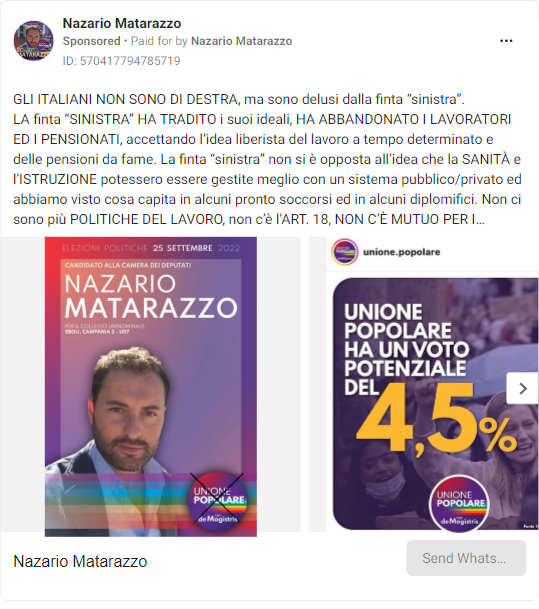 Nazario Matarazzo
Sponsored • Paid for by Nazario Matarazzo
ID: 570417794785719
GLI ITALIANI NON SONO DI DESTRA, ma sono delusi dalla finta “sinistra”.
LA finta “SINISTRA” HA TRADITO i suoi ideali, HA ABBANDONATO I LAVORATORI
ED I PENSIONATI, accettando l’idea liberista del lavoro a tempo determinato e
delle pensioni da fame. La finta “sinistra” non si è opposta all’idea che la SANITÀ e
l’ISTRUZIONE potessero essere gestite meglio con un sistema pubblico/privato ed
abbiamo visto cosa capita in alcuni pronto soccorsi ed in alcuni diplomifici. Non ci
sono più POLITICHE DEL LAVORO, non c’è l’ART. 18, NON C’È MUTUO PER I…
ELEZIONI POLITICHE 25 SETTEMBRE 2022
CANDIDATO ALLA CAMERA DEI DEPUTATI
NAZARIO
MATARAZZO
PER IL COLLEGIO UNINOMINALE
EBOLI, CAMPANIA 2 - U07
UNIONE
POPOLARE
con
de Magistris
unione.popolare
UNIONE
POPOLARE
HA UN VOTO
POTENZIALE
DEL
4,5%
UNIONE
POPOLARE
con
de Magistris
Nazario Matarazzo
Send Whats...